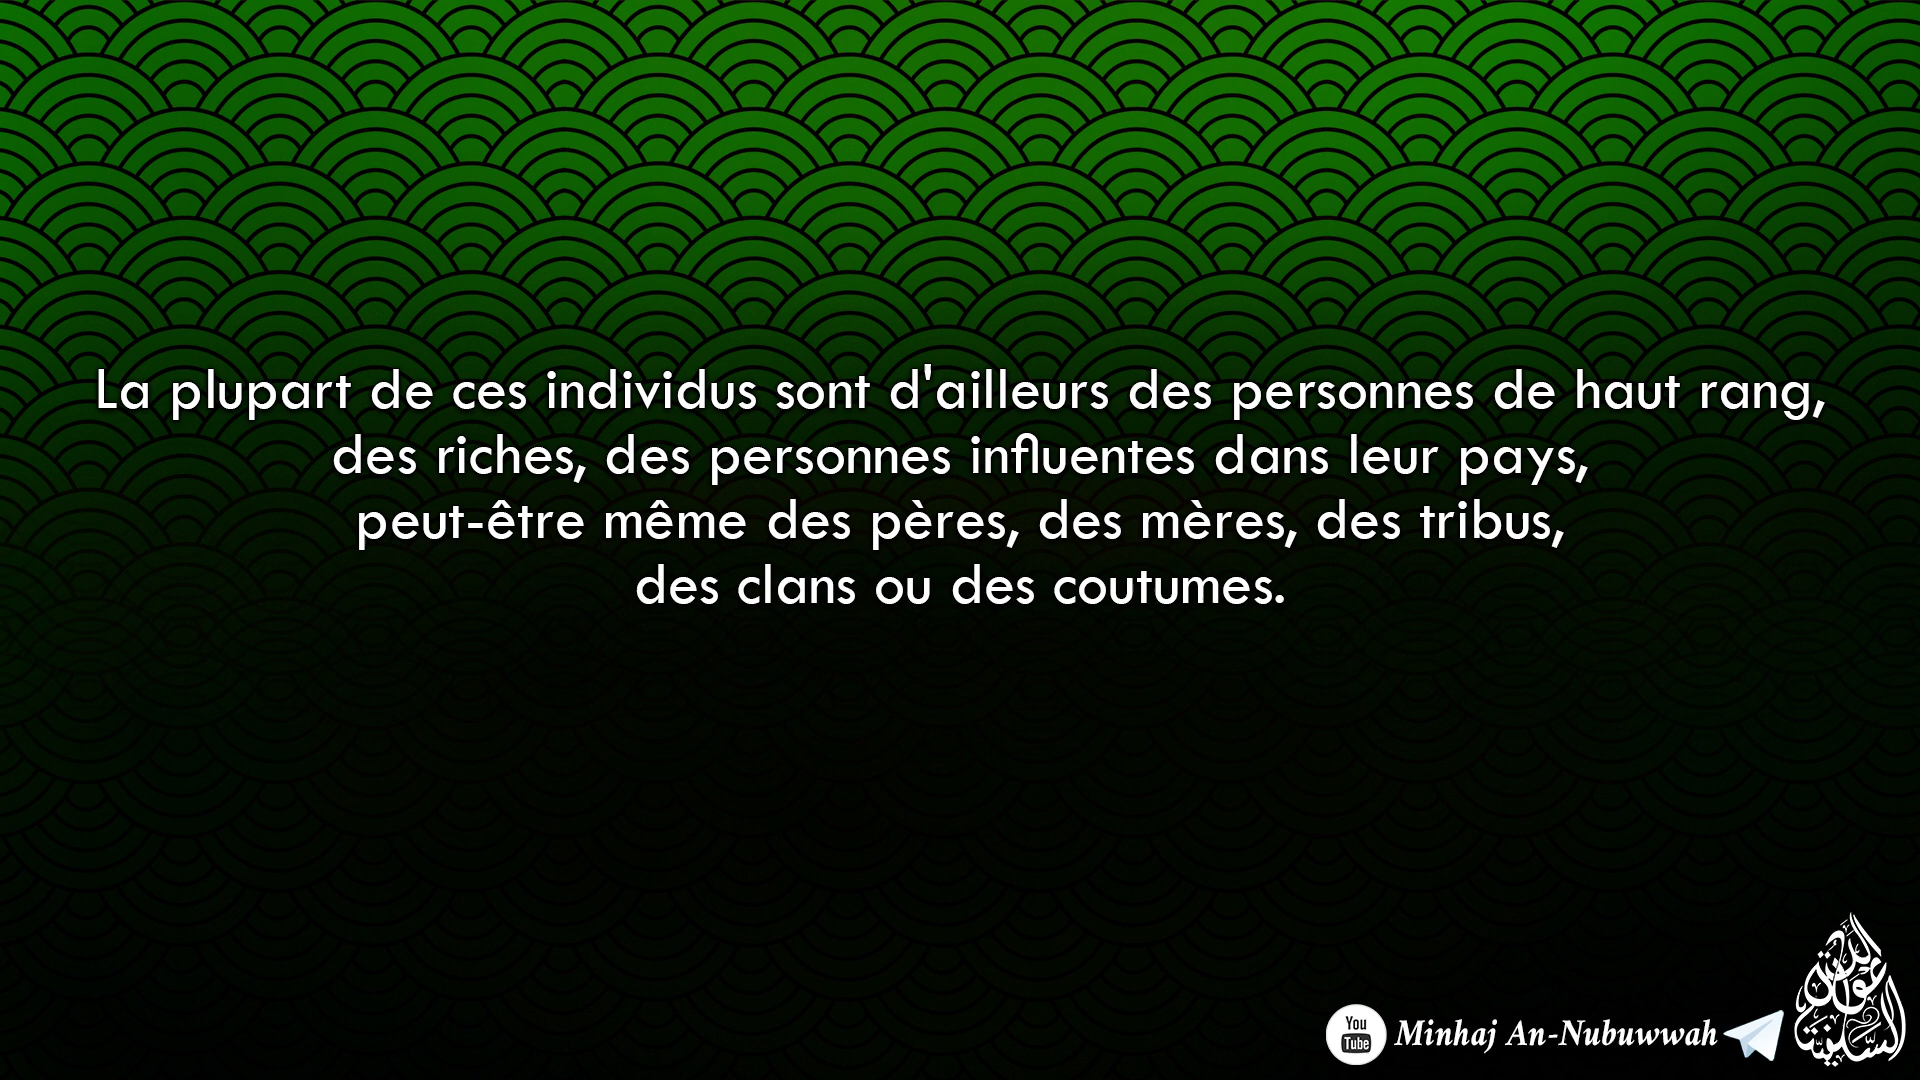 La plupart de ces individus sont d'ailleurs des personnes de haut rang,
des riches, des personnes influentes dans leur pays,
peut-être même des pères, des mères, des tribus,
des clans ou des coutumes.
You
Tube
Minhaj An-Nubuwwah